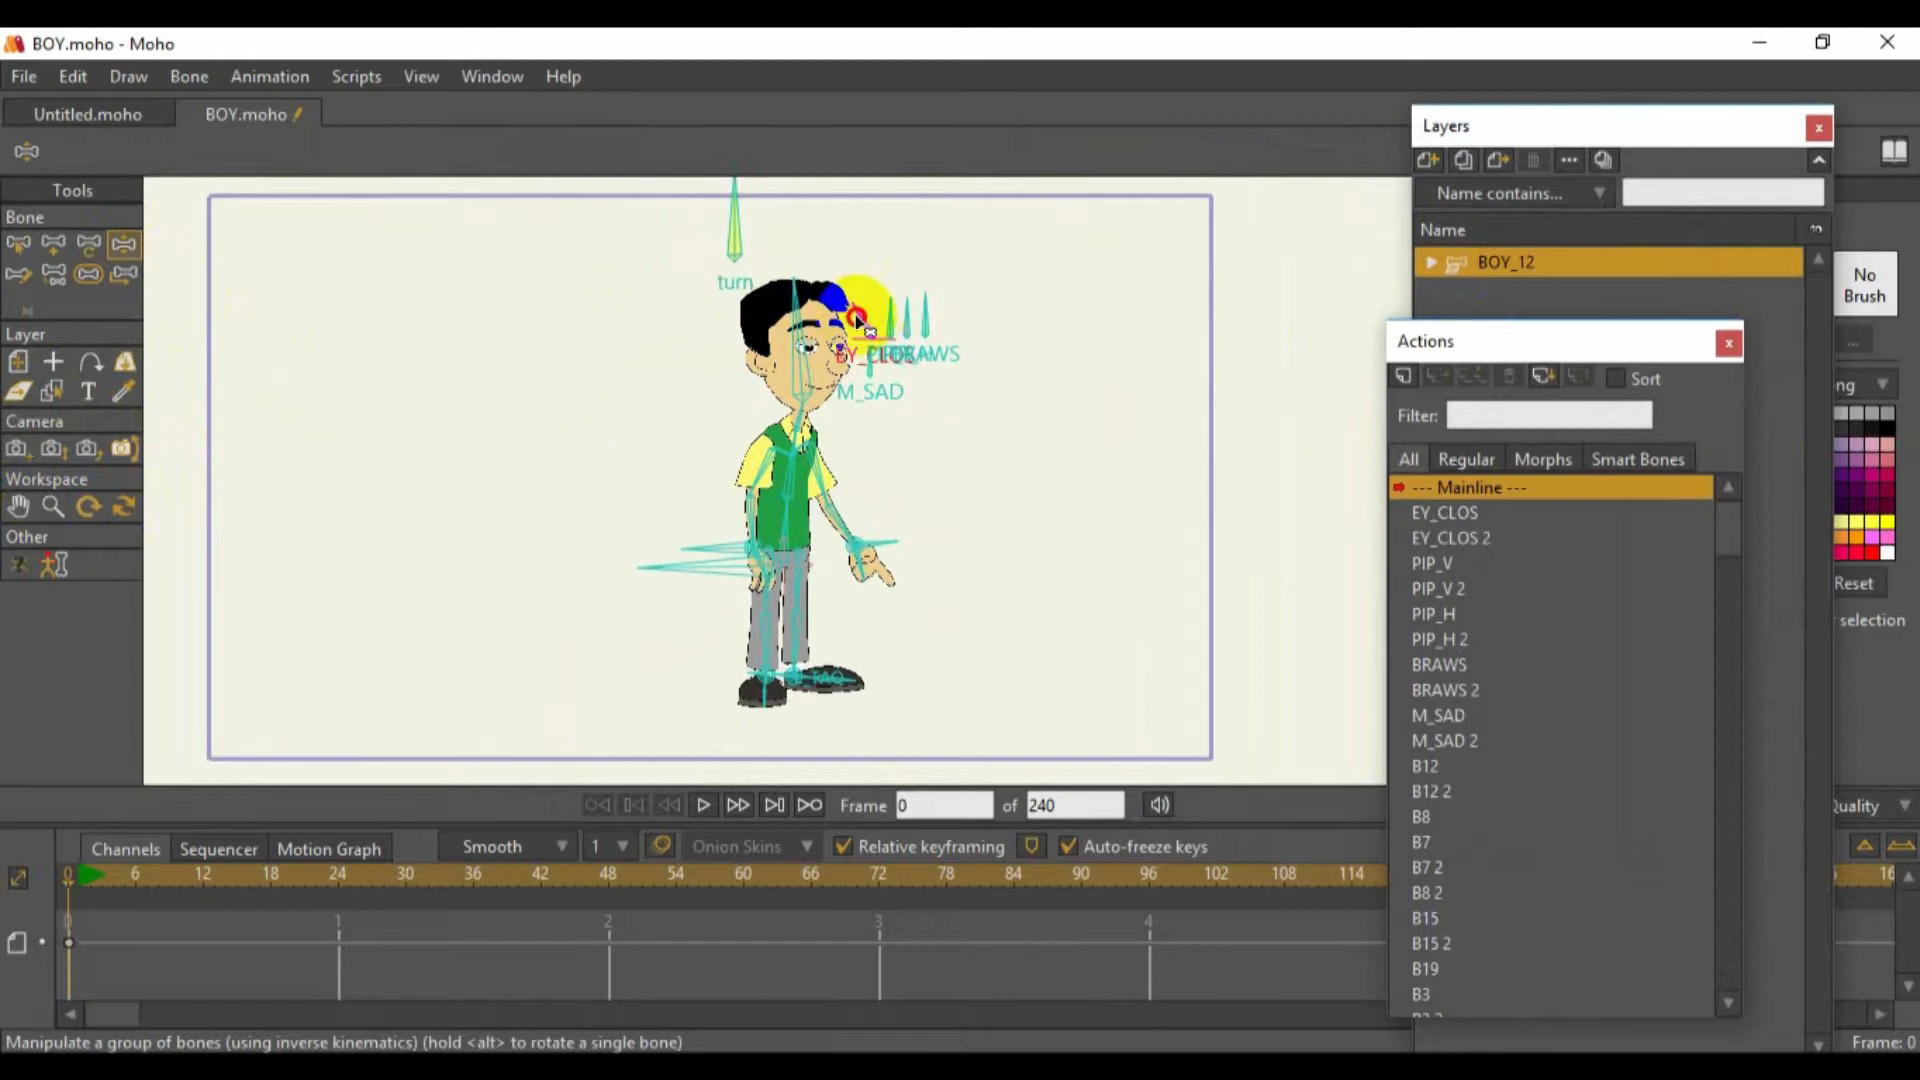 BOY.moho - Moho
File Edit Draw Bone Animation Scripts View Window Help
Untitled.moho BOY.moho
Tools
Bone
Layer
Camera
Workspace
Other
turn
M_SAD
FAQ
Layers
Name contains...
Name
BOY_12
No
Brush
...
ng
Reset
selection
Quality
Actions
Sort
Filter:
All Regular Morphs Smart Bones
--- Mainline ---
EY_CLOS
EY_CLOS 2
PIP_V
PIP_V 2
PIP_H
PIP_H 2
BRAWS
BRAWS 2
M_SAD
M_SAD 2
B12
B12 2
B8
B7
B7 2
B8 2
B15
B15 2
B19
B3
Frame 0 of 240
Channels Sequencer Motion Graph Smooth 1 Onion Skins Relative keyframing Auto-freeze keys
0 6 12 18 24 30 36 42 48 54 60 66 72 78 84 90 96 102 108 114
0 1 2 3 4
Manipulate a group of bones (using inverse kinematics) (hold <alt> to rotate a single bone)
Frame: 0